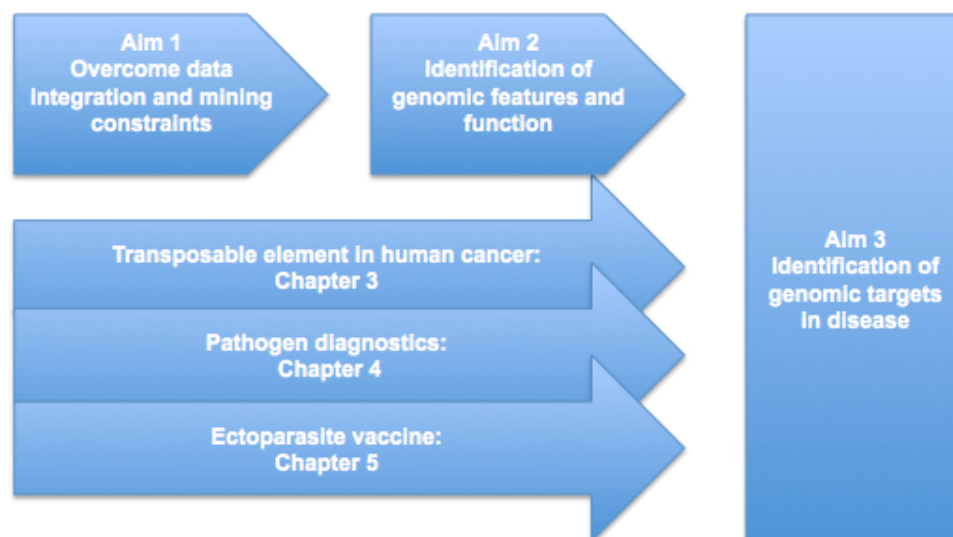 Aim 1
Overcome data
integration and mining
constraints
Aim 2
Identification of
genomic features and
function
Transposable element in human cancer:
Chapter 3
Pathogen diagnostics:
Chapter 4
Ectoparasite vaccine:
Chapter 5
Aim 3
Identification of
genomic targets
in disease